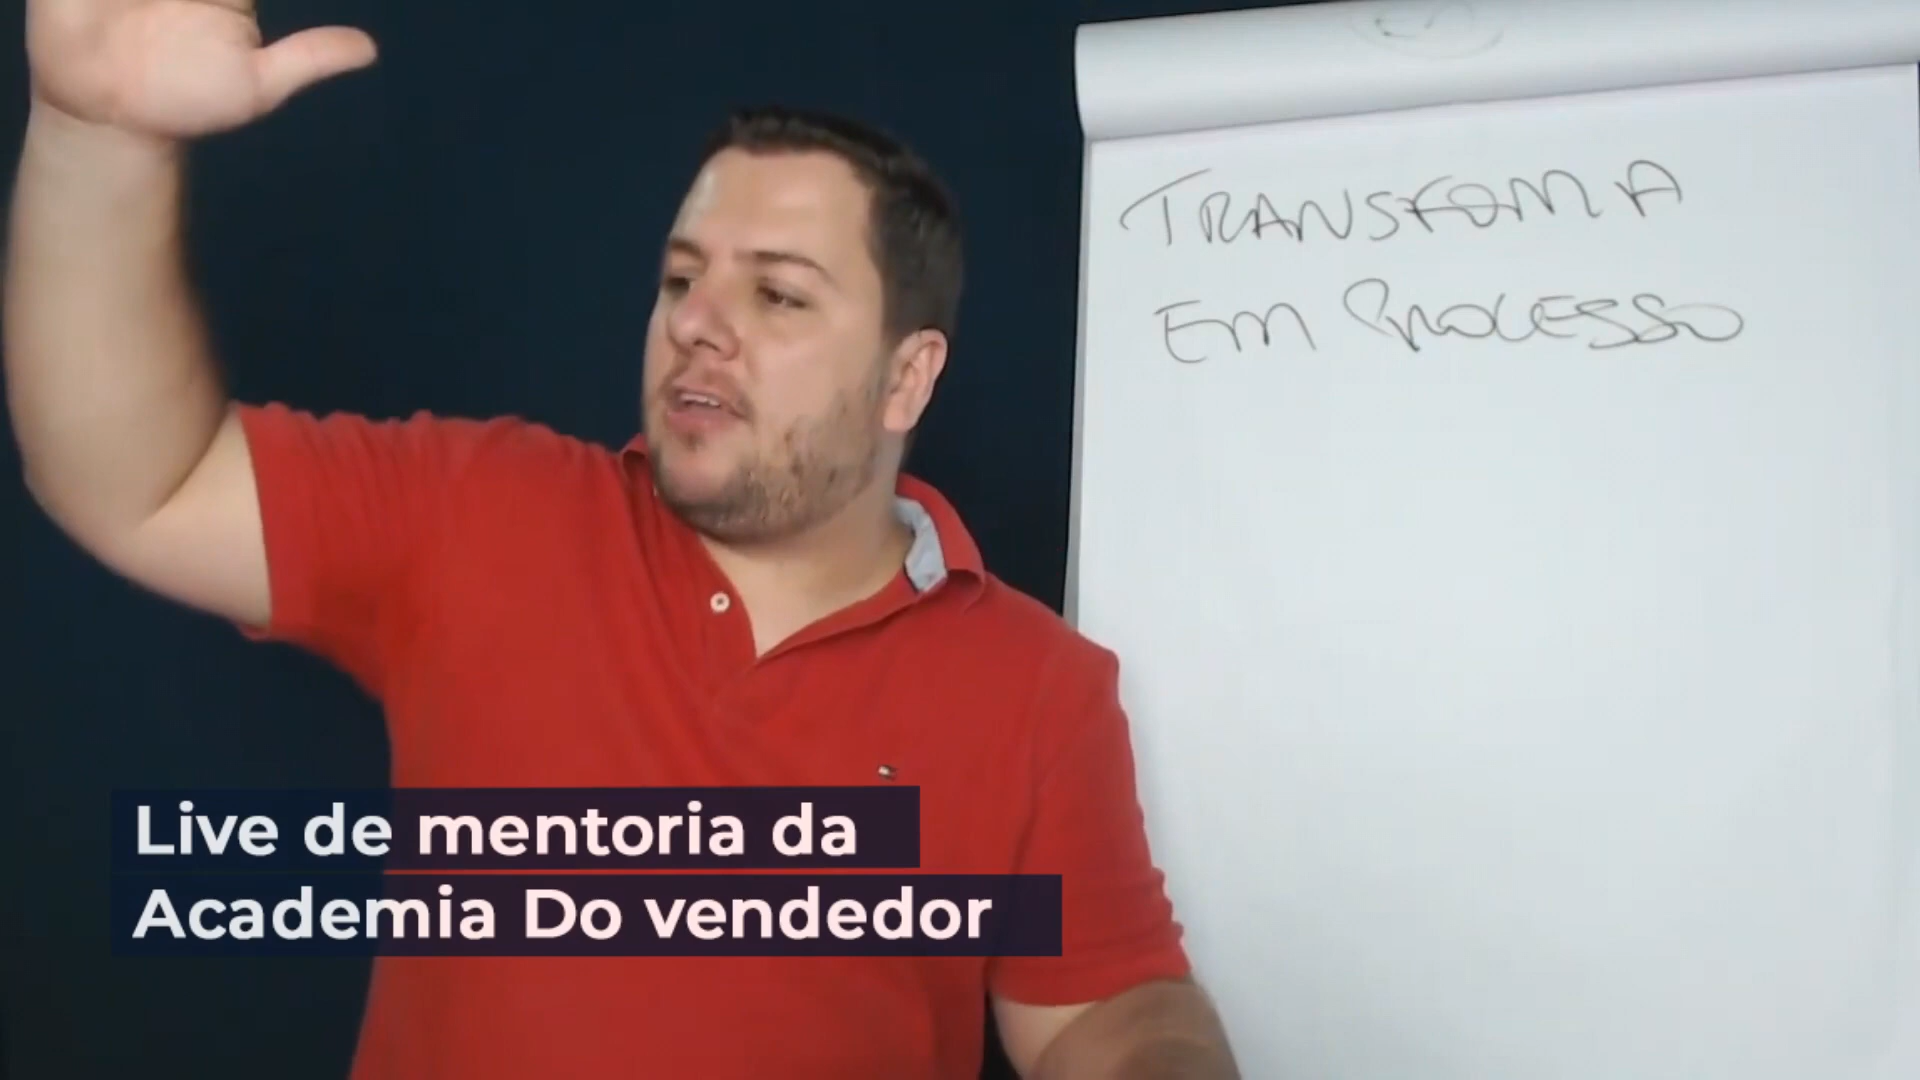 TRANSFOMA
EM PROCESSO
Live de mentoria da
Academia Do vendedor